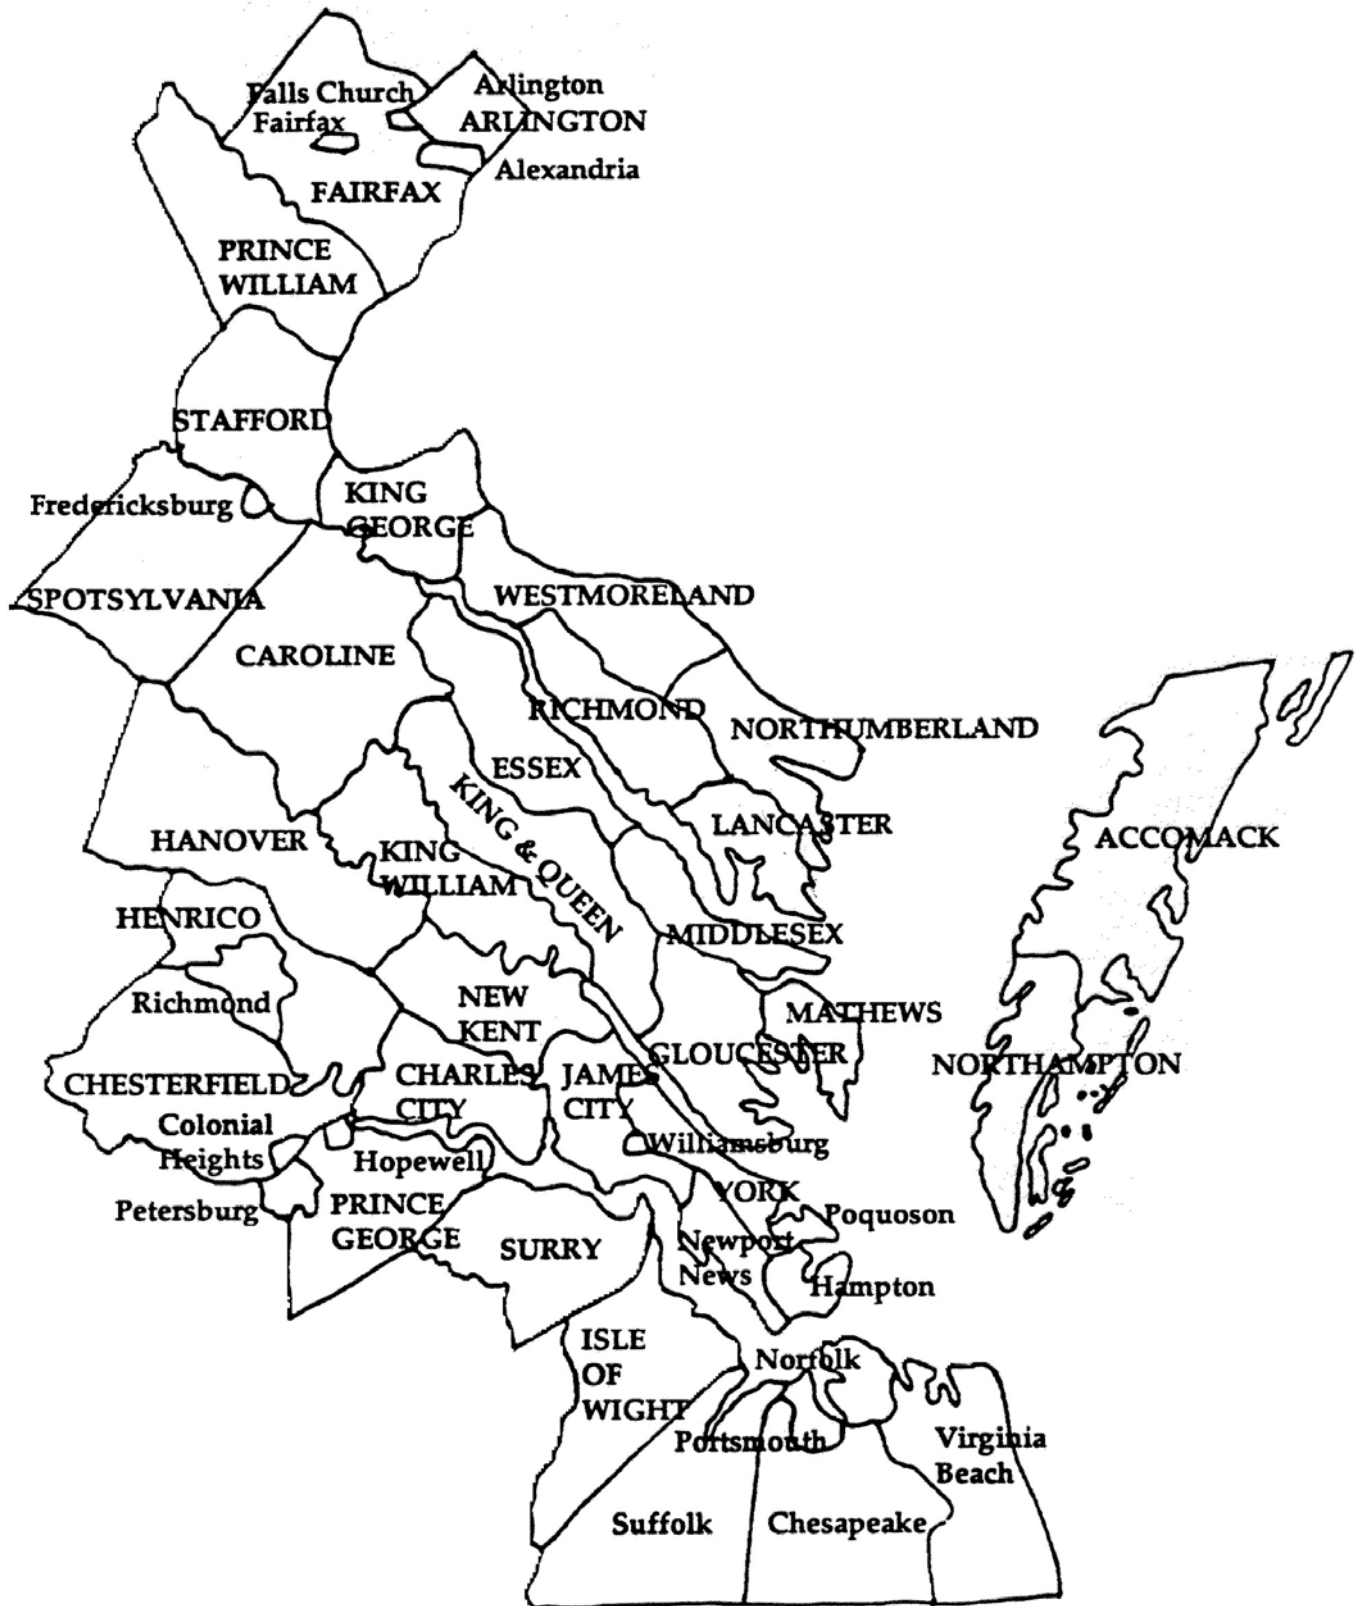 Falls Church
Arlington
Fairfax
ARLINGTON
Alexandria
FAIRFAX
PRINCE
WILLIAM
STAFFORD
Fredericksburg
KING
GEORGE
SPOTSYLVANIA
WESTMORELAND
CAROLINE
RICHMOND
NORTHUMBERLAND
ESSEX
KING & QUEEN
LANCASTER
ACCOMACK
HANOVER
KING
WILLIAM
HENRICO
MIDDLESEX
Richmond
NEW
KENT
MATHEWS
GLOUCESTER
NORTHAMPTON
CHESTERFIELD
CHARLES
CITY
JAMES
CITY
Colonial
Heights
Williamsburg
Hopewell
Petersburg
PRINCE
GEORGE
YORK
Poquoson
SURRY
Newport
News
Hampton
ISLE
OF
WIGHT
Norfolk
Portsmouth
Virginia
Beach
Suffolk
Chesapeake